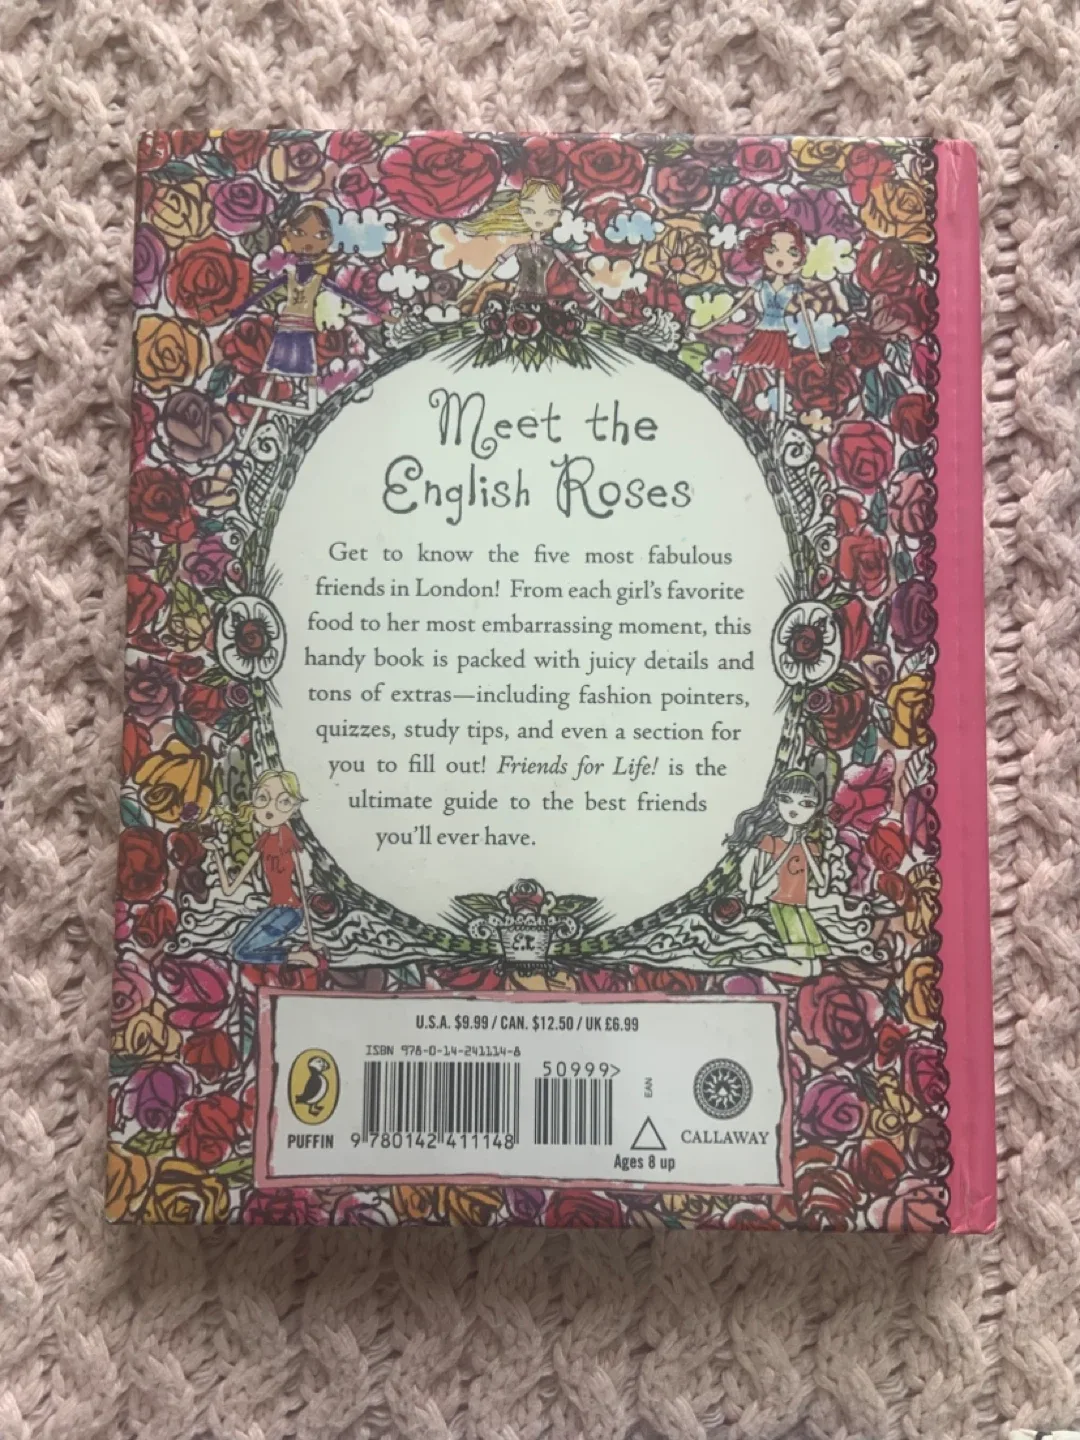 Meet the
English Roses
Get to know the five most fabulous
friends in London! From each girl's favorite
food to her most embarrassing moment, this
handy book is packed with juicy details and
tons of extras—including fashion pointers,
quizzes, study tips, and even a section for
you to fill out! Friends for Life! is the
ultimate guide to the best friends
you'll ever have.
n
C
U.S.A. $9.99 / CAN. $12.50 / UK £6.99
ISBN 978-0-14-241114-8
50999>
EAN
PUFFIN
9 780142 411148
CALLAWAY
Ages 8 up